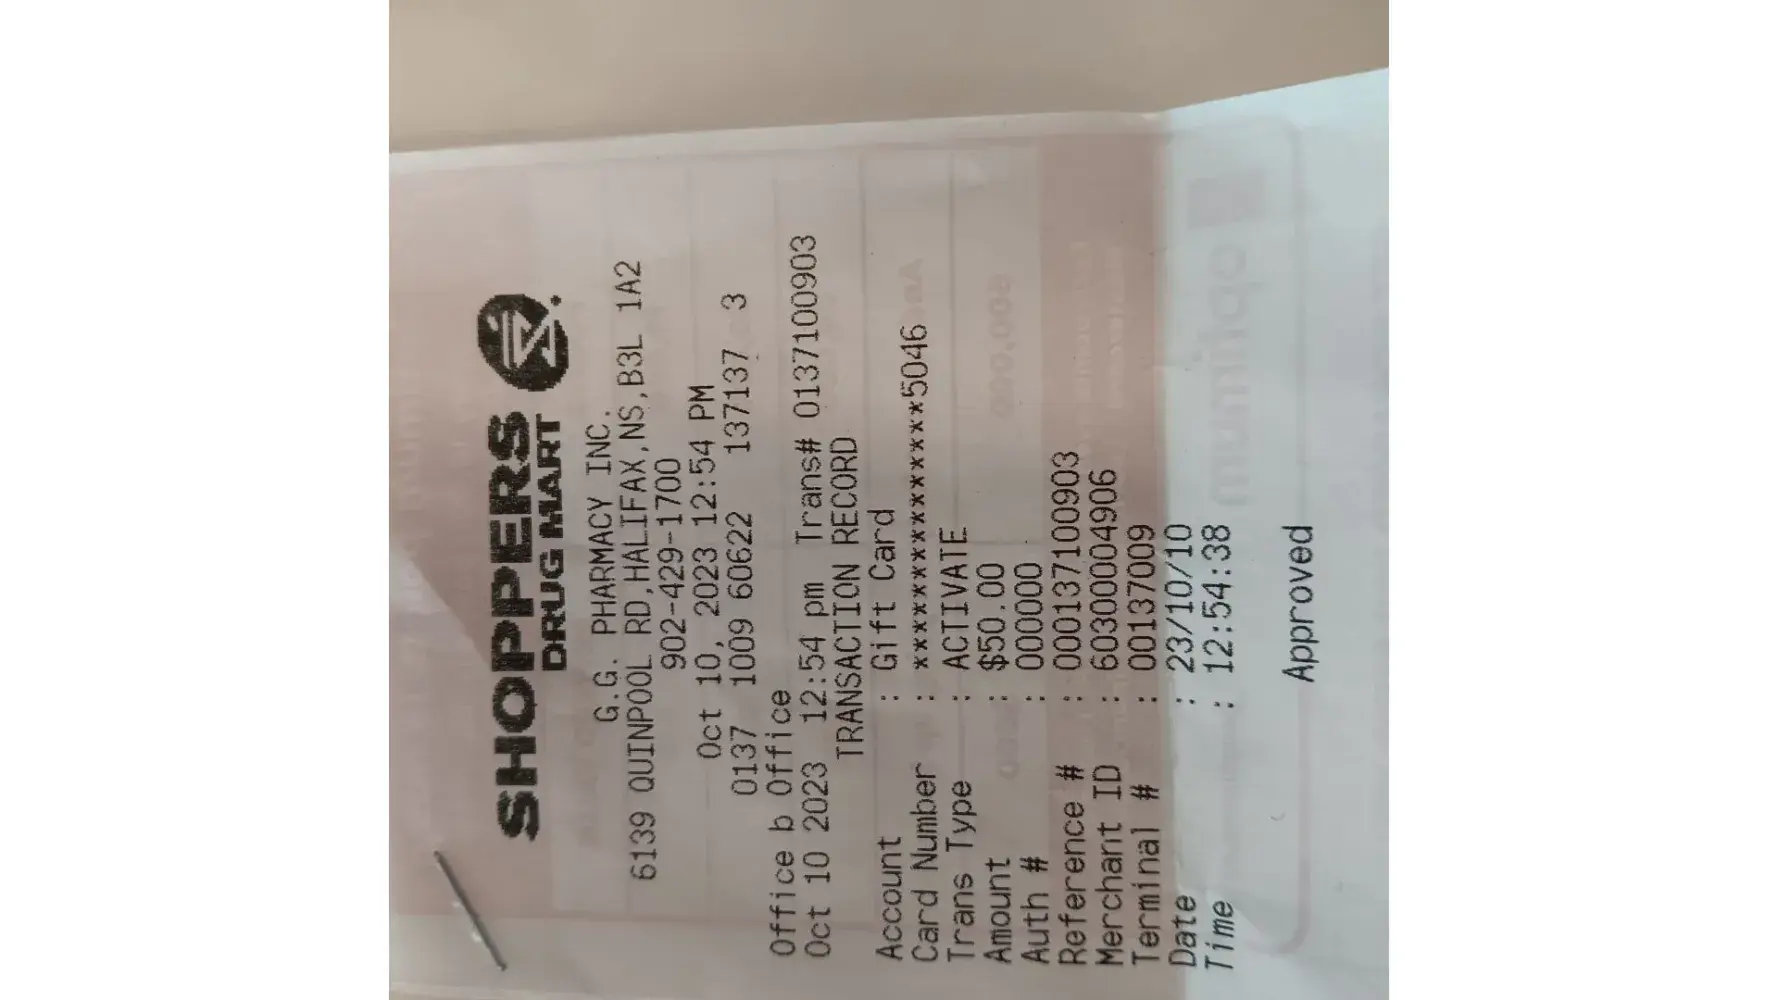 SHOPPERS
DRUG MART
G.G. PHARMACY INC.
6139 QUINPOOL RD,HALIFAX,NS,B3L 1A2
902-429-1700
Oct 10, 2023 12:54 PM
0137 1009 60622 137137 3
Office b Office
Oct 10 2023 12:54 pm Trans# 0137100903
TRANSACTION RECORD
Account : Gift Card
Card Number : ***************5046
Trans Type : ACTIVATE
Amount : $50.00
Auth # : 000000
Reference # : 000137100903
Merchant ID : 60300004906
Terminal # : 00137009
Date : 23/10/10
Time : 12:54:38
Approved
optimum